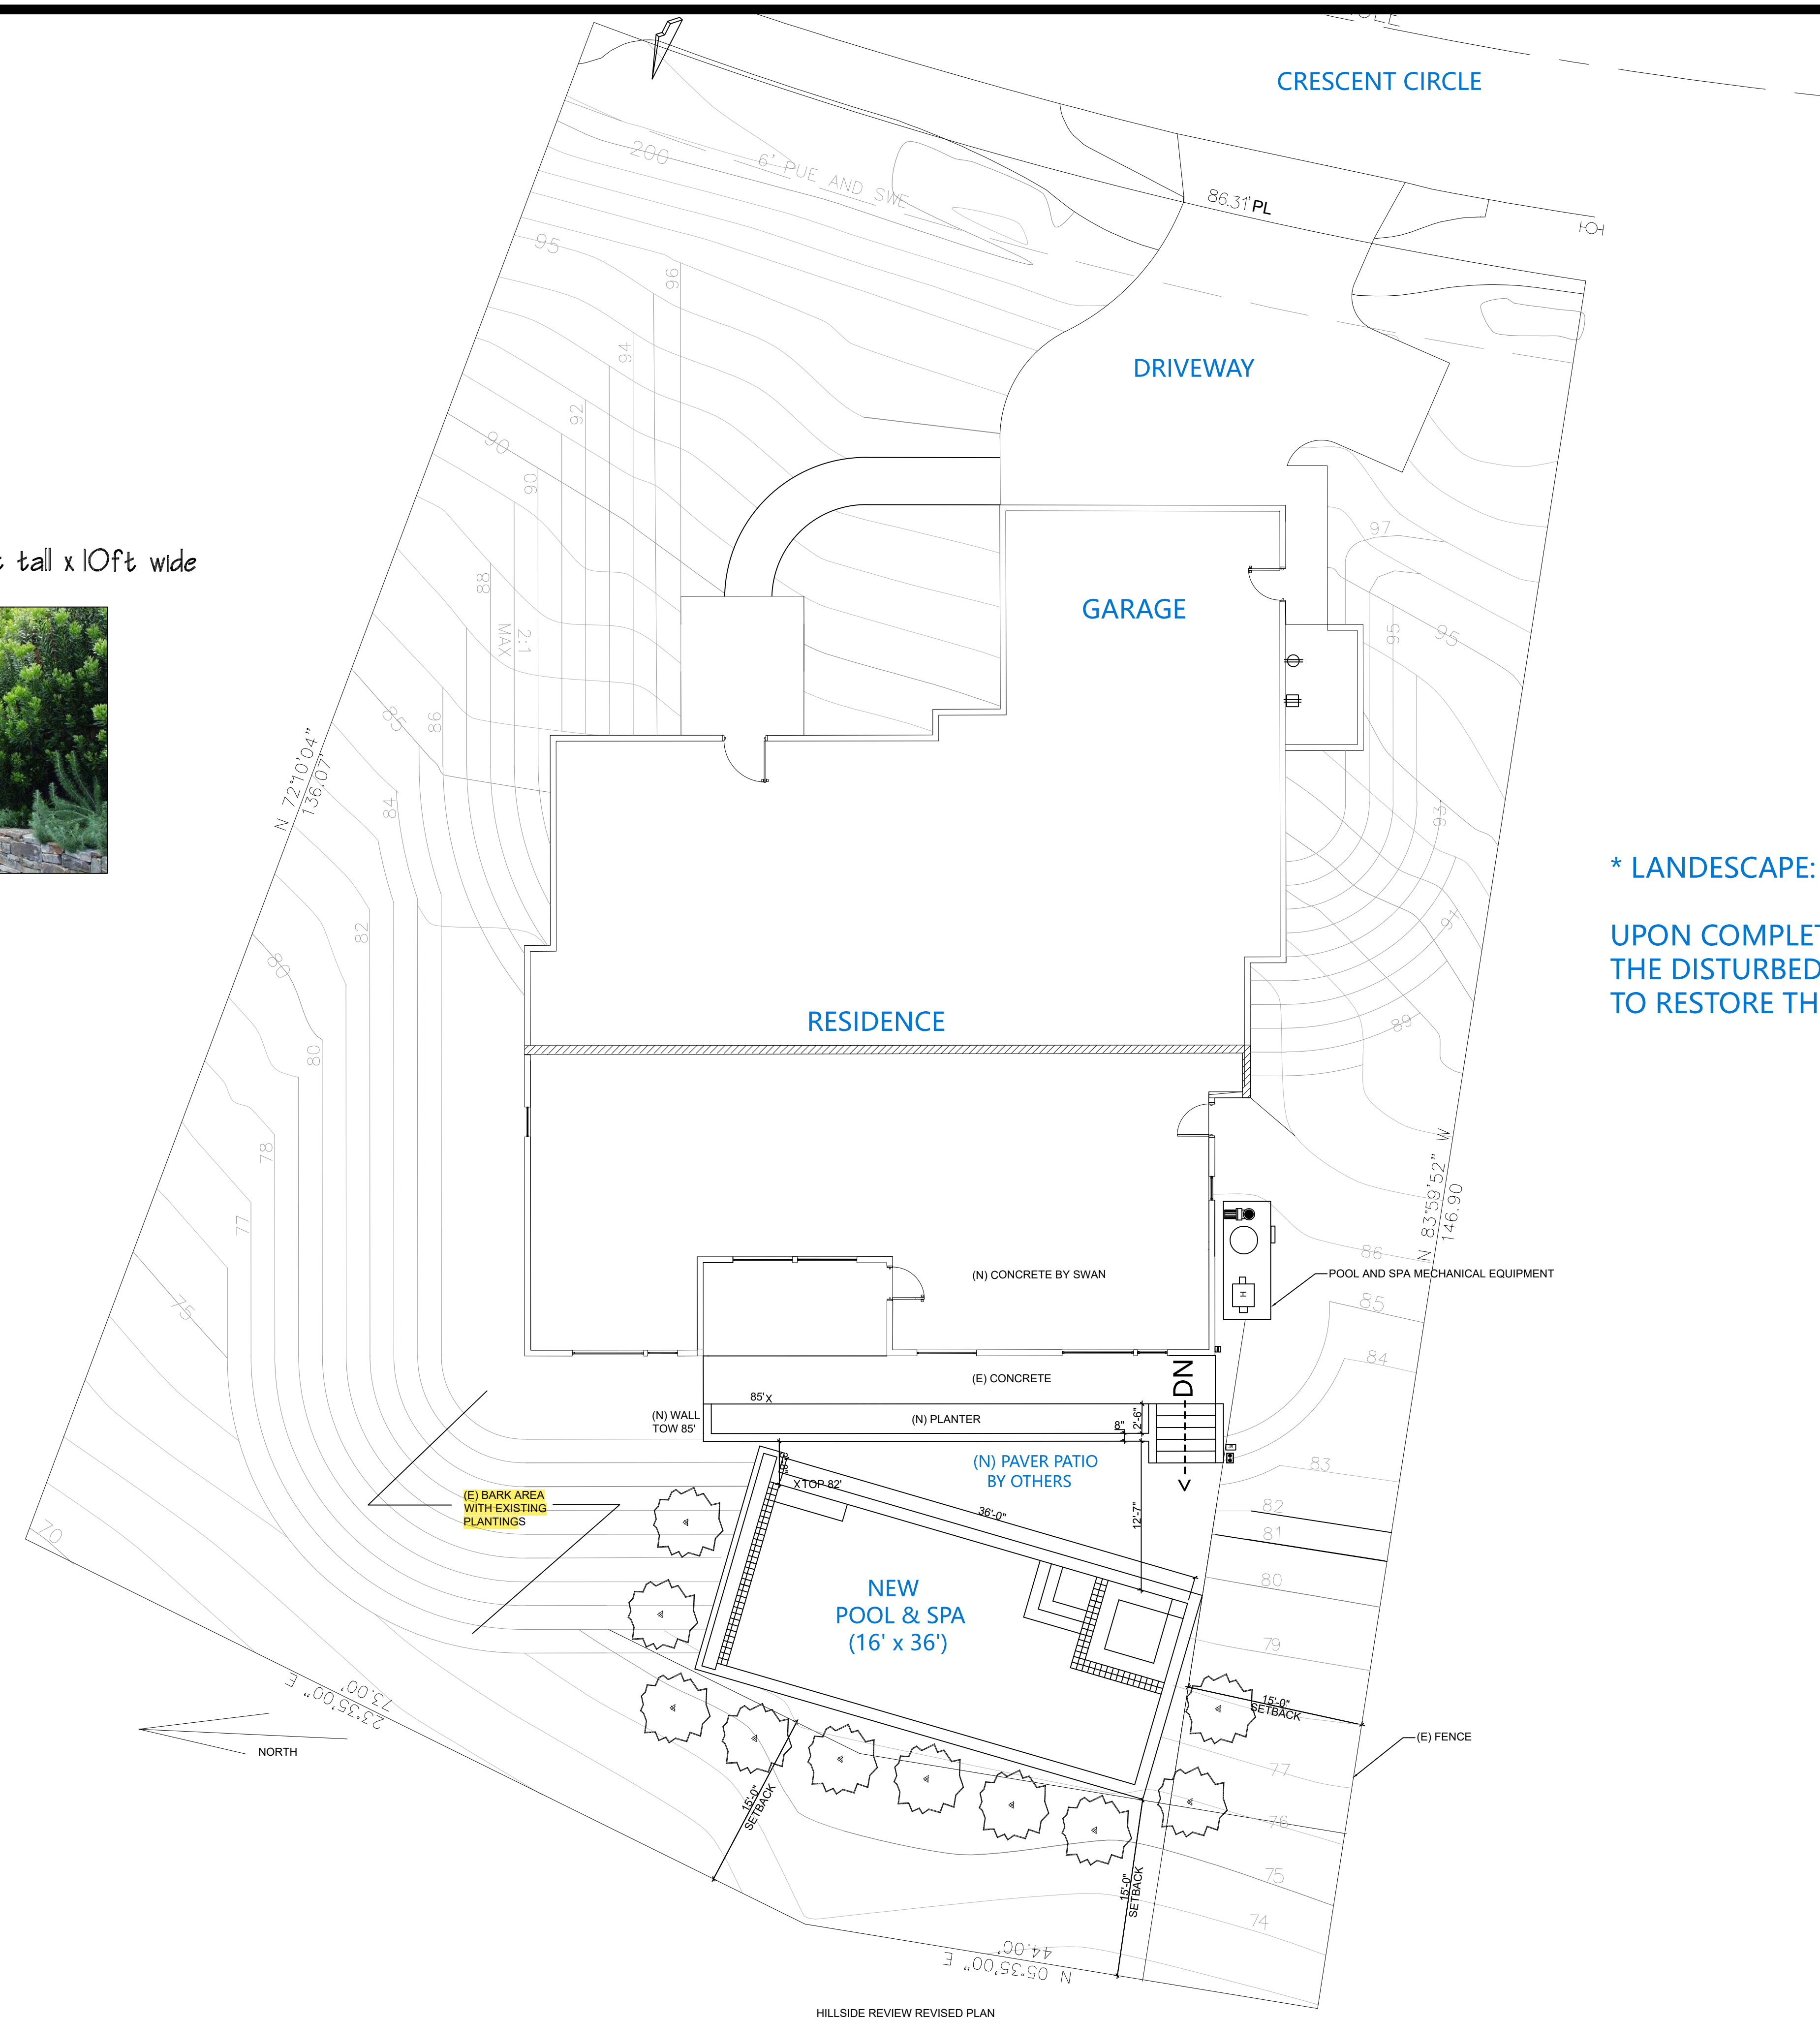 CRESCENT CIRCLE
200
6' PUE AND SWE
86.31' PL
95
96
94
92
90
90
DRIVEWAY
97
tall x 10ft wide
88
2:1
MAX
GARAGE
95
95
85
86
N 72°10'04"
136.07'
84
93
* LANDESCAPE:
82
91
UPON
80
THE DISTURBED
TO RESTORE
RESIDENCE
89
80
78
N 83°59'52" W
146.90
77
86
(N) CONCRETE BY SWAN
POOL AND SPA MECHANICAL EQUIPMENT
H
75
85
84
DN
(E) CONCRETE
85' X
(N) WALL
TOW 85'
(N) PLANTER
8"
2'-6"
(N) PAVER PATIO
BY OTHERS
83
X TOP 82'
(E) BARK AREA
WITH EXISTING
PLANTINGS
36'-0"
12'-7"
82
81
70
80
NEW
POOL & SPA
(16' x 36')
79
23°35'00" E
73.00'
15'-0"
SETBACK
NORTH
(E) FENCE
77
76
15'-0"
SETBACK
75
15'-0"
SETBACK
74
44.00'
N 05°35'00" E
HILLSIDE REVIEW REVISED PLAN